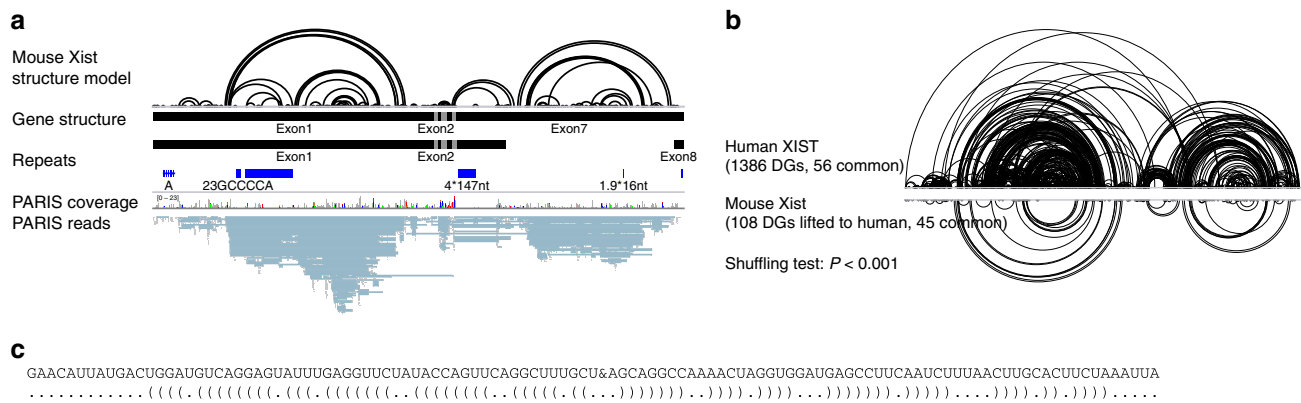 a
Mouse Xist
structure model
Gene structure
Exon1 Exon2 Exon7
Repeats
Exon1 Exon2 Exon8
A 23GCCCCA 4*147nt 1.9*16nt
PARIS coverage
[0 – 23]
PARIS reads
b
Human XIST
(1386 DGs, 56 common)
Mouse Xist
(108 DGs lifted to human, 45 common)
Shuffling test: P < 0.001
c
GAACAUUAUGACUGGAUGUCAGGAGUAUUUGAGGUUCUAUACCAGUUCAGGCUUUGCU&AGCAGGCCAAAACUAGGUGGAUGAGCCUUCAAUCUUUAACUUGCACUUCUAAAUUA
............((((.(((((((((.(((.(((((((..(((((((((..(((((.((...)))))))..)))).)))))....)))))))).)))))....)))).)).))))).....